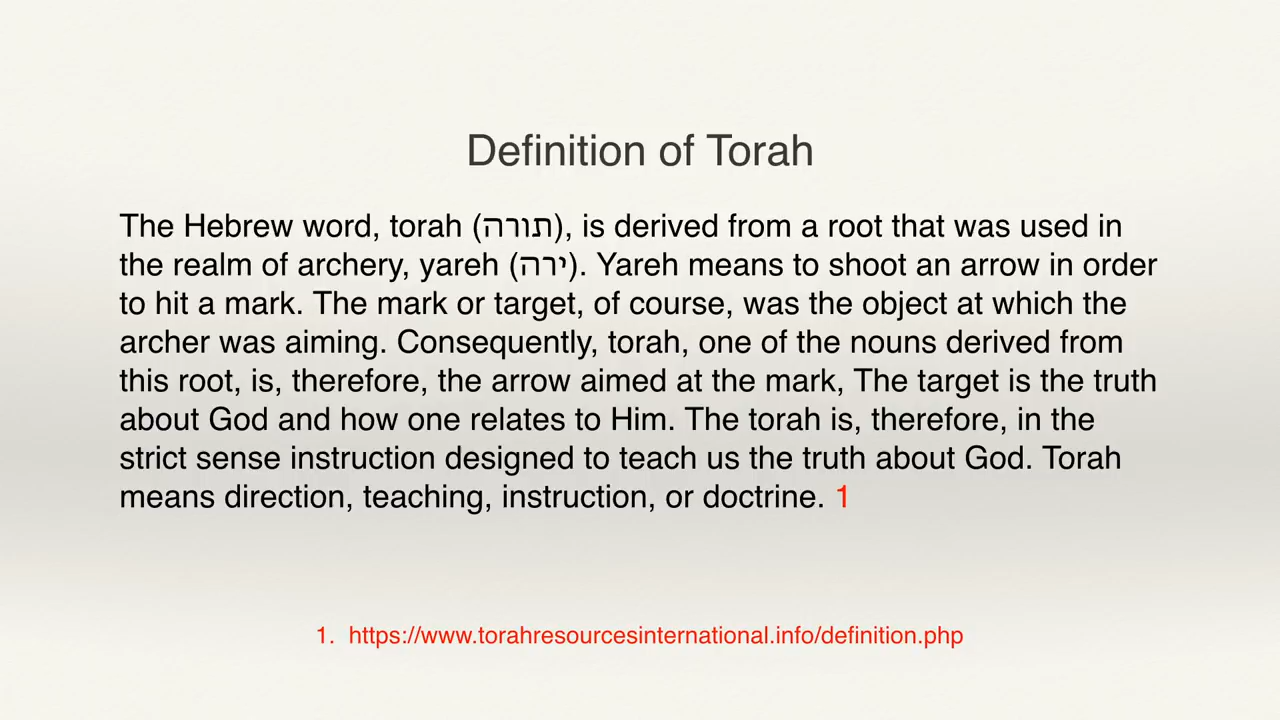 Definition of Torah
The Hebrew word, torah (תורה), is derived from a root that was used in
the realm of archery, yareh (ירה). Yareh means to shoot an arrow in order
to hit a mark. The mark or target, of course, was the object at which the
archer was aiming. Consequently, torah, one of the nouns derived from
this root, is, therefore, the arrow aimed at the mark, The target is the truth
about God and how one relates to Him. The torah is, therefore, in the
strict sense instruction designed to teach us the truth about God. Torah
means direction, teaching, instruction, or doctrine. 1
1. https://www.torahresourcesinternational.info/definition.php